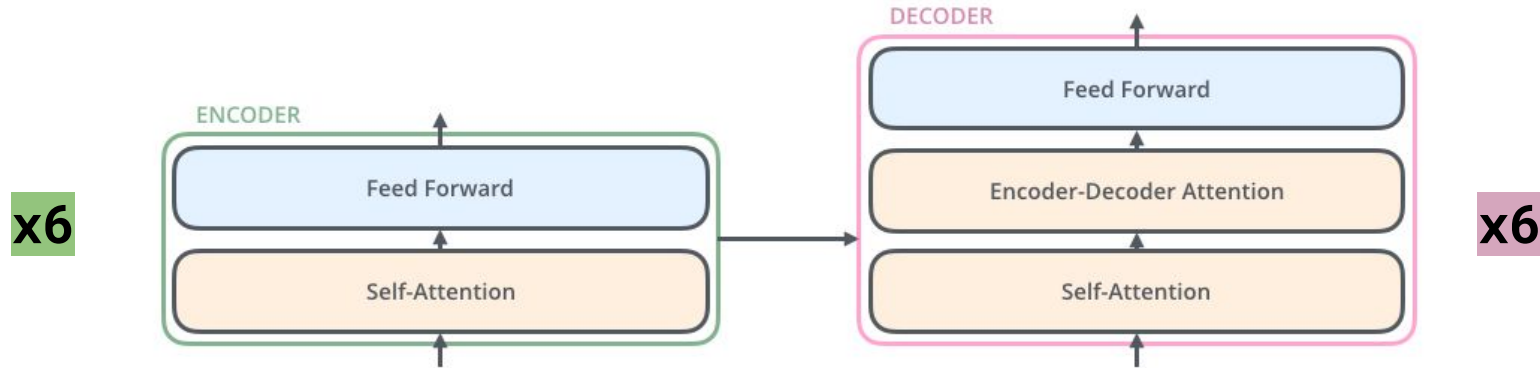 DECODER
Feed Forward
ENCODER
Feed Forward
Encoder-Decoder Attention
x6
x6
Self-Attention
Self-Attention